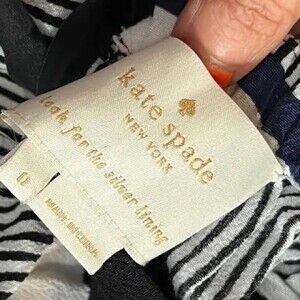 kate spade
NEW YORK
look for the silver lining